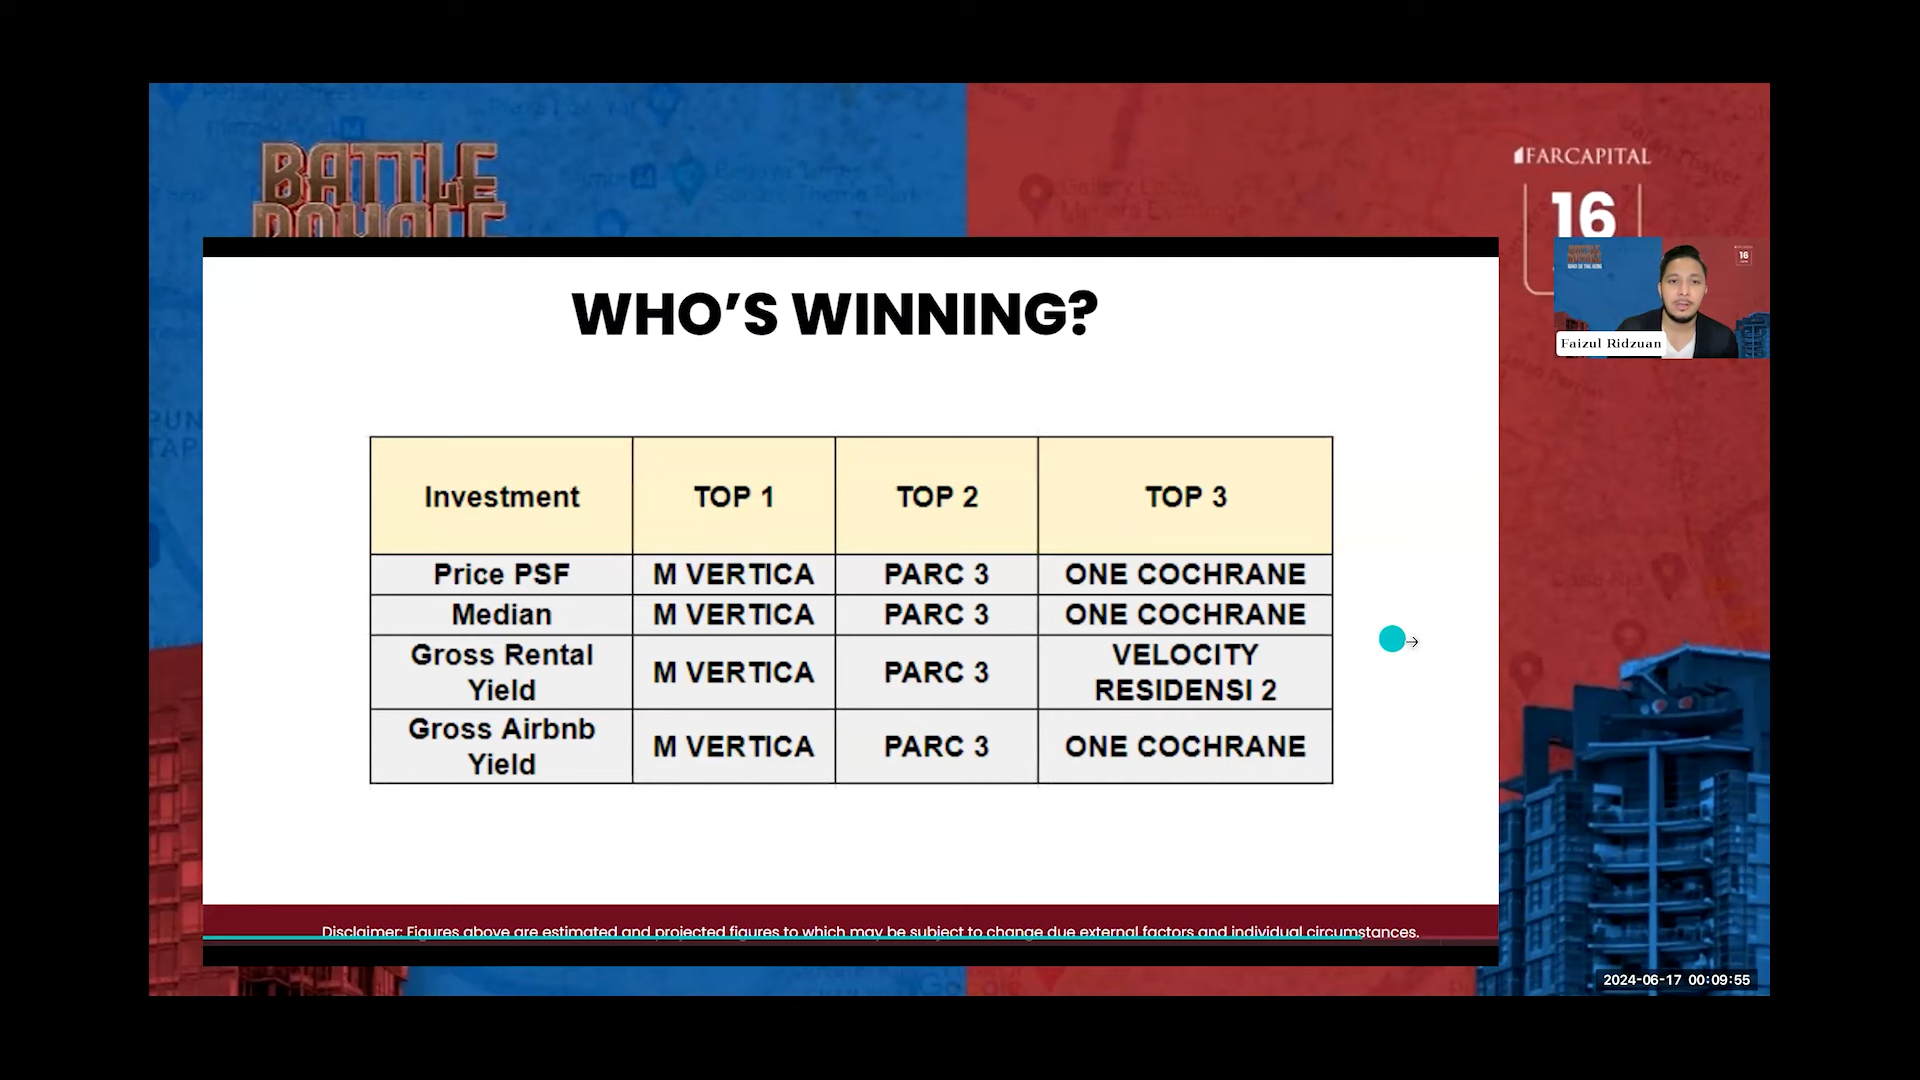 BATTLE
ROYALE
FARCAPITAL
16
16
Faizul Ridzuan
WHO'S WINNING?
Investment TOP 1 TOP 2 TOP 3
Price PSF M VERTICA PARC 3 ONE COCHRANE
Median M VERTICA PARC 3 ONE COCHRANE
Gross Rental
Yield M VERTICA PARC 3 VELOCITY
RESIDENSI 2
Gross Airbnb
Yield M VERTICA PARC 3 ONE COCHRANE
Disclaimer: Figures above are estimated and projected figures to which may be subject to change due external factors and individual circumstances.
2024-06-17 00:09:55